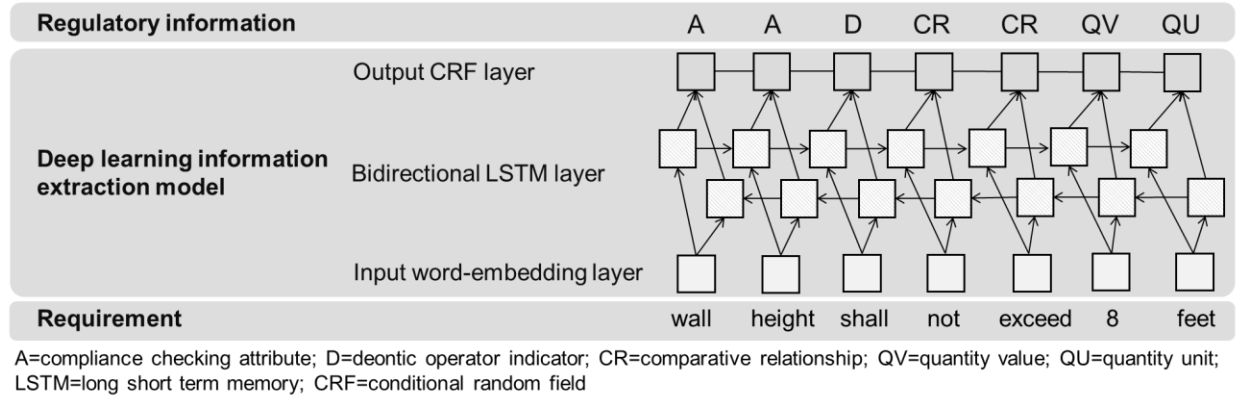 Regulatory information A A D CR CR QV QU
Output CRF layer
Deep learning information
extraction model
Bidirectional LSTM layer
Input word-embedding layer
Requirement wall height shall not exceed 8 feet
A=compliance checking attribute; D=deontic operator indicator; CR=comparative relationship; QV=quantity value; QU=quantity unit;
LSTM=long short term memory; CRF=conditional random field